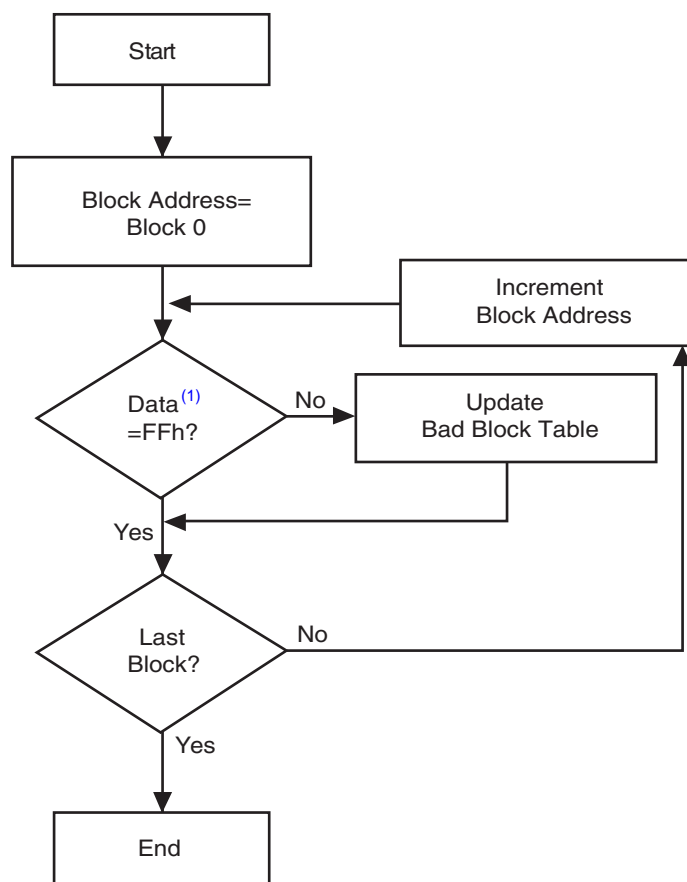 Start
Block Address=
Block 0
Increment
Block Address
Data(1)
=FFh?
No
Update
Bad Block Table
Yes
Last
Block?
No
Yes
End